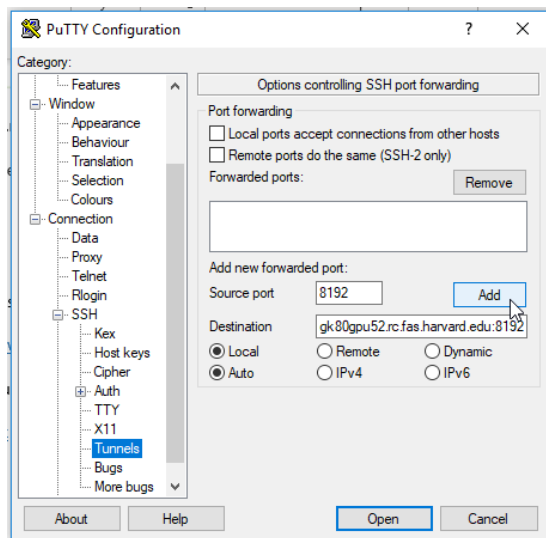 PuTTY Configuration
Category:
Features
Window
Appearance
Behaviour
Translation
Selection
Colours
Connection
Data
Proxy
Telnet
Rlogin
SSH
Kex
Host keys
Cipher
Auth
TTY
X11
Tunnels
Bugs
More bugs
Options controlling SSH port forwarding
Port forwarding
Local ports accept connections from other hosts
Remote ports do the same (SSH-2 only)
Forwarded ports:
Remove
Add new forwarded port:
Source port 8192 Add
Destination gk80gpu52.rc.fas.harvard.edu:8192
Local Remote Dynamic
Auto IPv4 IPv6
About Help Open Cancel